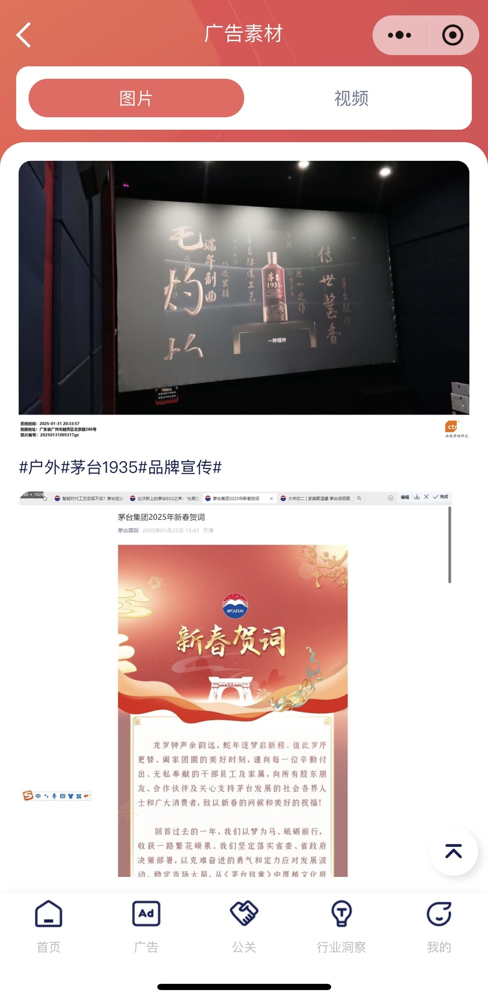 广告素材
图片
视频
毛
灼
端午制曲
八次发酵
茅台酿造工艺
茅台
1935
MOUTAI
匠心之作
传世酱香
茅台股份
一种精神
系统时间：2025-01-31 20:33:57
拍摄地址：广东省广州市越秀区北京路286号
照片编号：20250131005317gz
ctr
央视市场研究
#户外#茅台1935#品牌宣传#
80 × 1024
智能时代工艺变或不变？茅台在达
达沃斯上的茅台ESG之声：“长期主
茅台集团2025年新春贺词
大年初二 | 家宴聚温馨 茅台话团圆
编辑
完成
茅台集团2025年新春贺词
茅台国际 2025年01月25日 15:41 天津
MOUTAI
新春贺词
龙岁钟声余韵远，蛇年逐梦启新程。值此岁序
更替、阖家团圆的美好时刻，谨向每一位辛勤付
出、无私奉献的干部员工及家属，向所有股东朋
友、合作伙伴及关心支持茅台发展的社会各界人
士和广大消费者，致以新春的问候和美好的祝福！
中
回首过去的一年，我们以梦为马、砥砺前行，
收获一路繁花硕果。我们坚定落实省委、省政府
决策部署，以克难奋进的勇气和定力应对发展波
动、稳定市场大局，从《茅台玖章》中厚植文化底
Ad
首页
广告
公关
行业洞察
我的